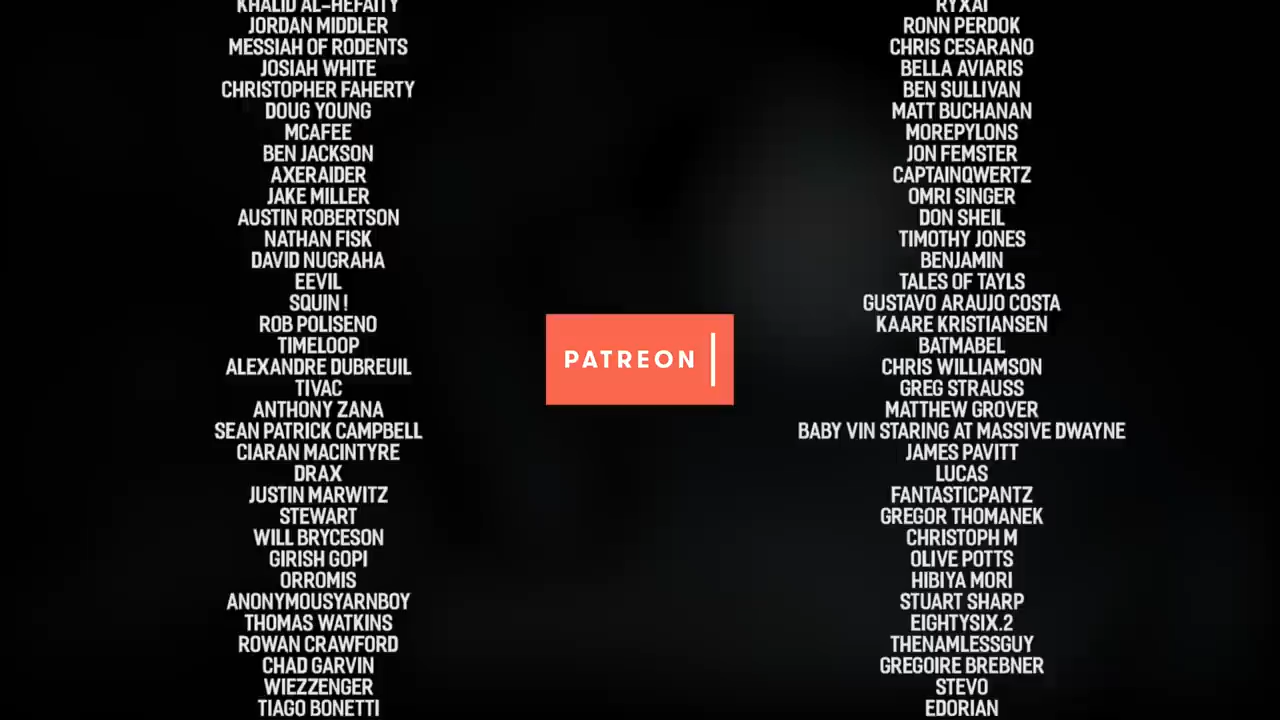 KHALID AL-HEFAITY
JORDAN MIDDLER
MESSIAH OF RODENTS
JOSIAH WHITE
CHRISTOPHER FAHERTY
DOUG YOUNG
MCAFEE
BEN JACKSON
AXERAIDER
JAKE MILLER
AUSTIN ROBERTSON
NATHAN FISK
DAVID NUGRAHA
EEVIL
SQUIN !
ROB POLISENO
TIMELOOP
ALEXANDRE DUBREUIL
TIVAC
ANTHONY ZANA
SEAN PATRICK CAMPBELL
CIARAN MACINTYRE
DRAX
JUSTIN MARWITZ
STEWART
WILL BRYCESON
GIRISH GOPI
ORROMIS
ANONYMOUSYARNBOY
THOMAS WATKINS
ROWAN CRAWFORD
CHAD GARVIN
WIEZZENGER
TIAGO BONETTI
PATREON
RYXAI
RONN PERDOK
CHRIS CESARANO
BELLA AVIARIS
BEN SULLIVAN
MATT BUCHANAN
MOREPYLONS
JON FEMSTER
CAPTAINQWERTZ
OMRI SINGER
DON SHEIL
TIMOTHY JONES
BENJAMIN
TALES OF TAYLS
GUSTAVO ARAUJO COSTA
KAARE KRISTIANSEN
BATMABEL
CHRIS WILLIAMSON
GREG STRAUSS
MATTHEW GROVER
BABY VIN STARING AT MASSIVE DWAYNE
JAMES PAVITT
LUCAS
FANTASTICPANTZ
GREGOR THOMANEK
CHRISTOPH M
OLIVE POTTS
HIBIYA MORI
STUART SHARP
EIGHTYSIX.2
THENAMLESSGUY
GREGOIRE BREBNER
STEVO
EDORIAN